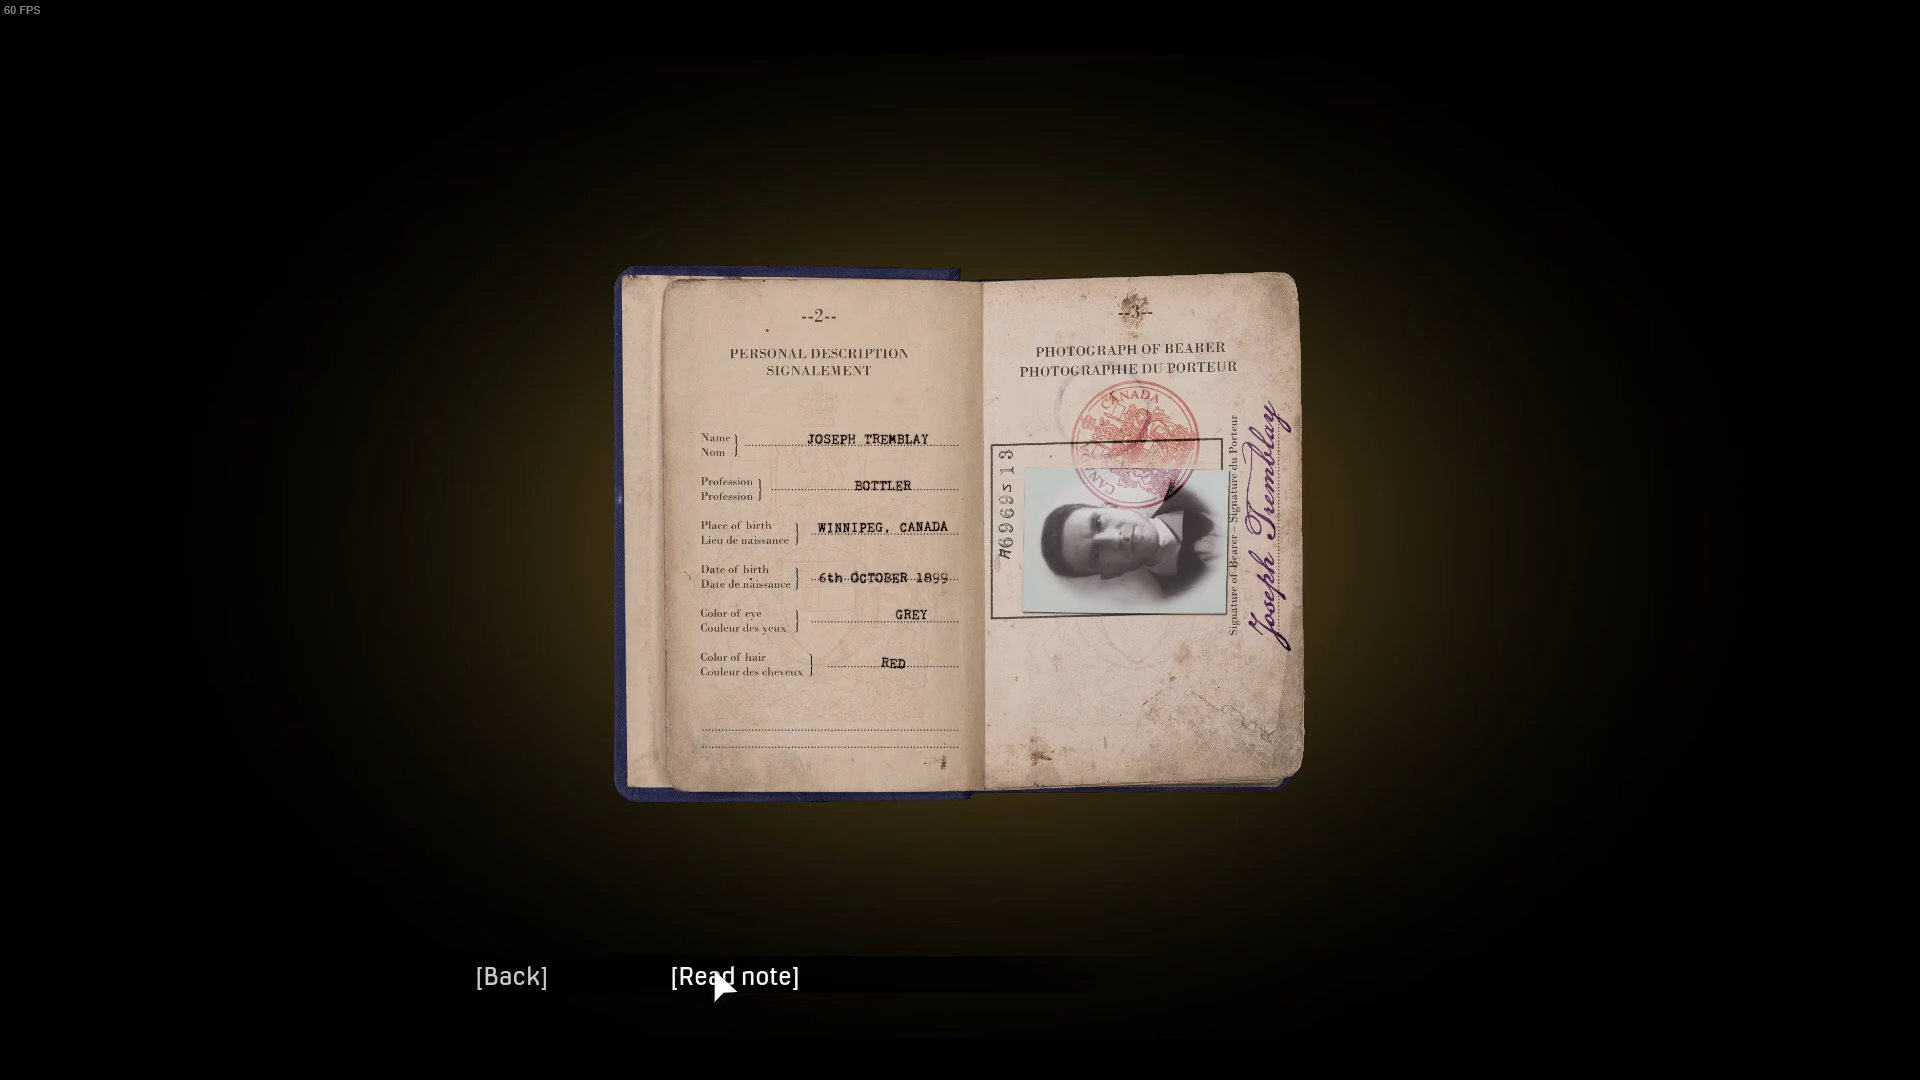 60 FPS
--2--
PERSONAL DESCRIPTION
SIGNALEMENT
Name
Nom
JOSEPH TREMBLAY
Profession
Profession
BOTTLER
Place of birth
Lieu de naissance
WINNIPEG, CANADA
Date of birth
Date de naissance
6th OCTOBER 1899
Color of eye
Couleur des yeux
GREY
Color of hair
Couleur des cheveux
RED
--3--
PHOTOGRAPH OF BEARER
PHOTOGRAPHIE DU PORTEUR
CANADA
CANADA
Signature of Bearer – Signature du Porteur
Joseph Tremblay
[Back]
[Read note]